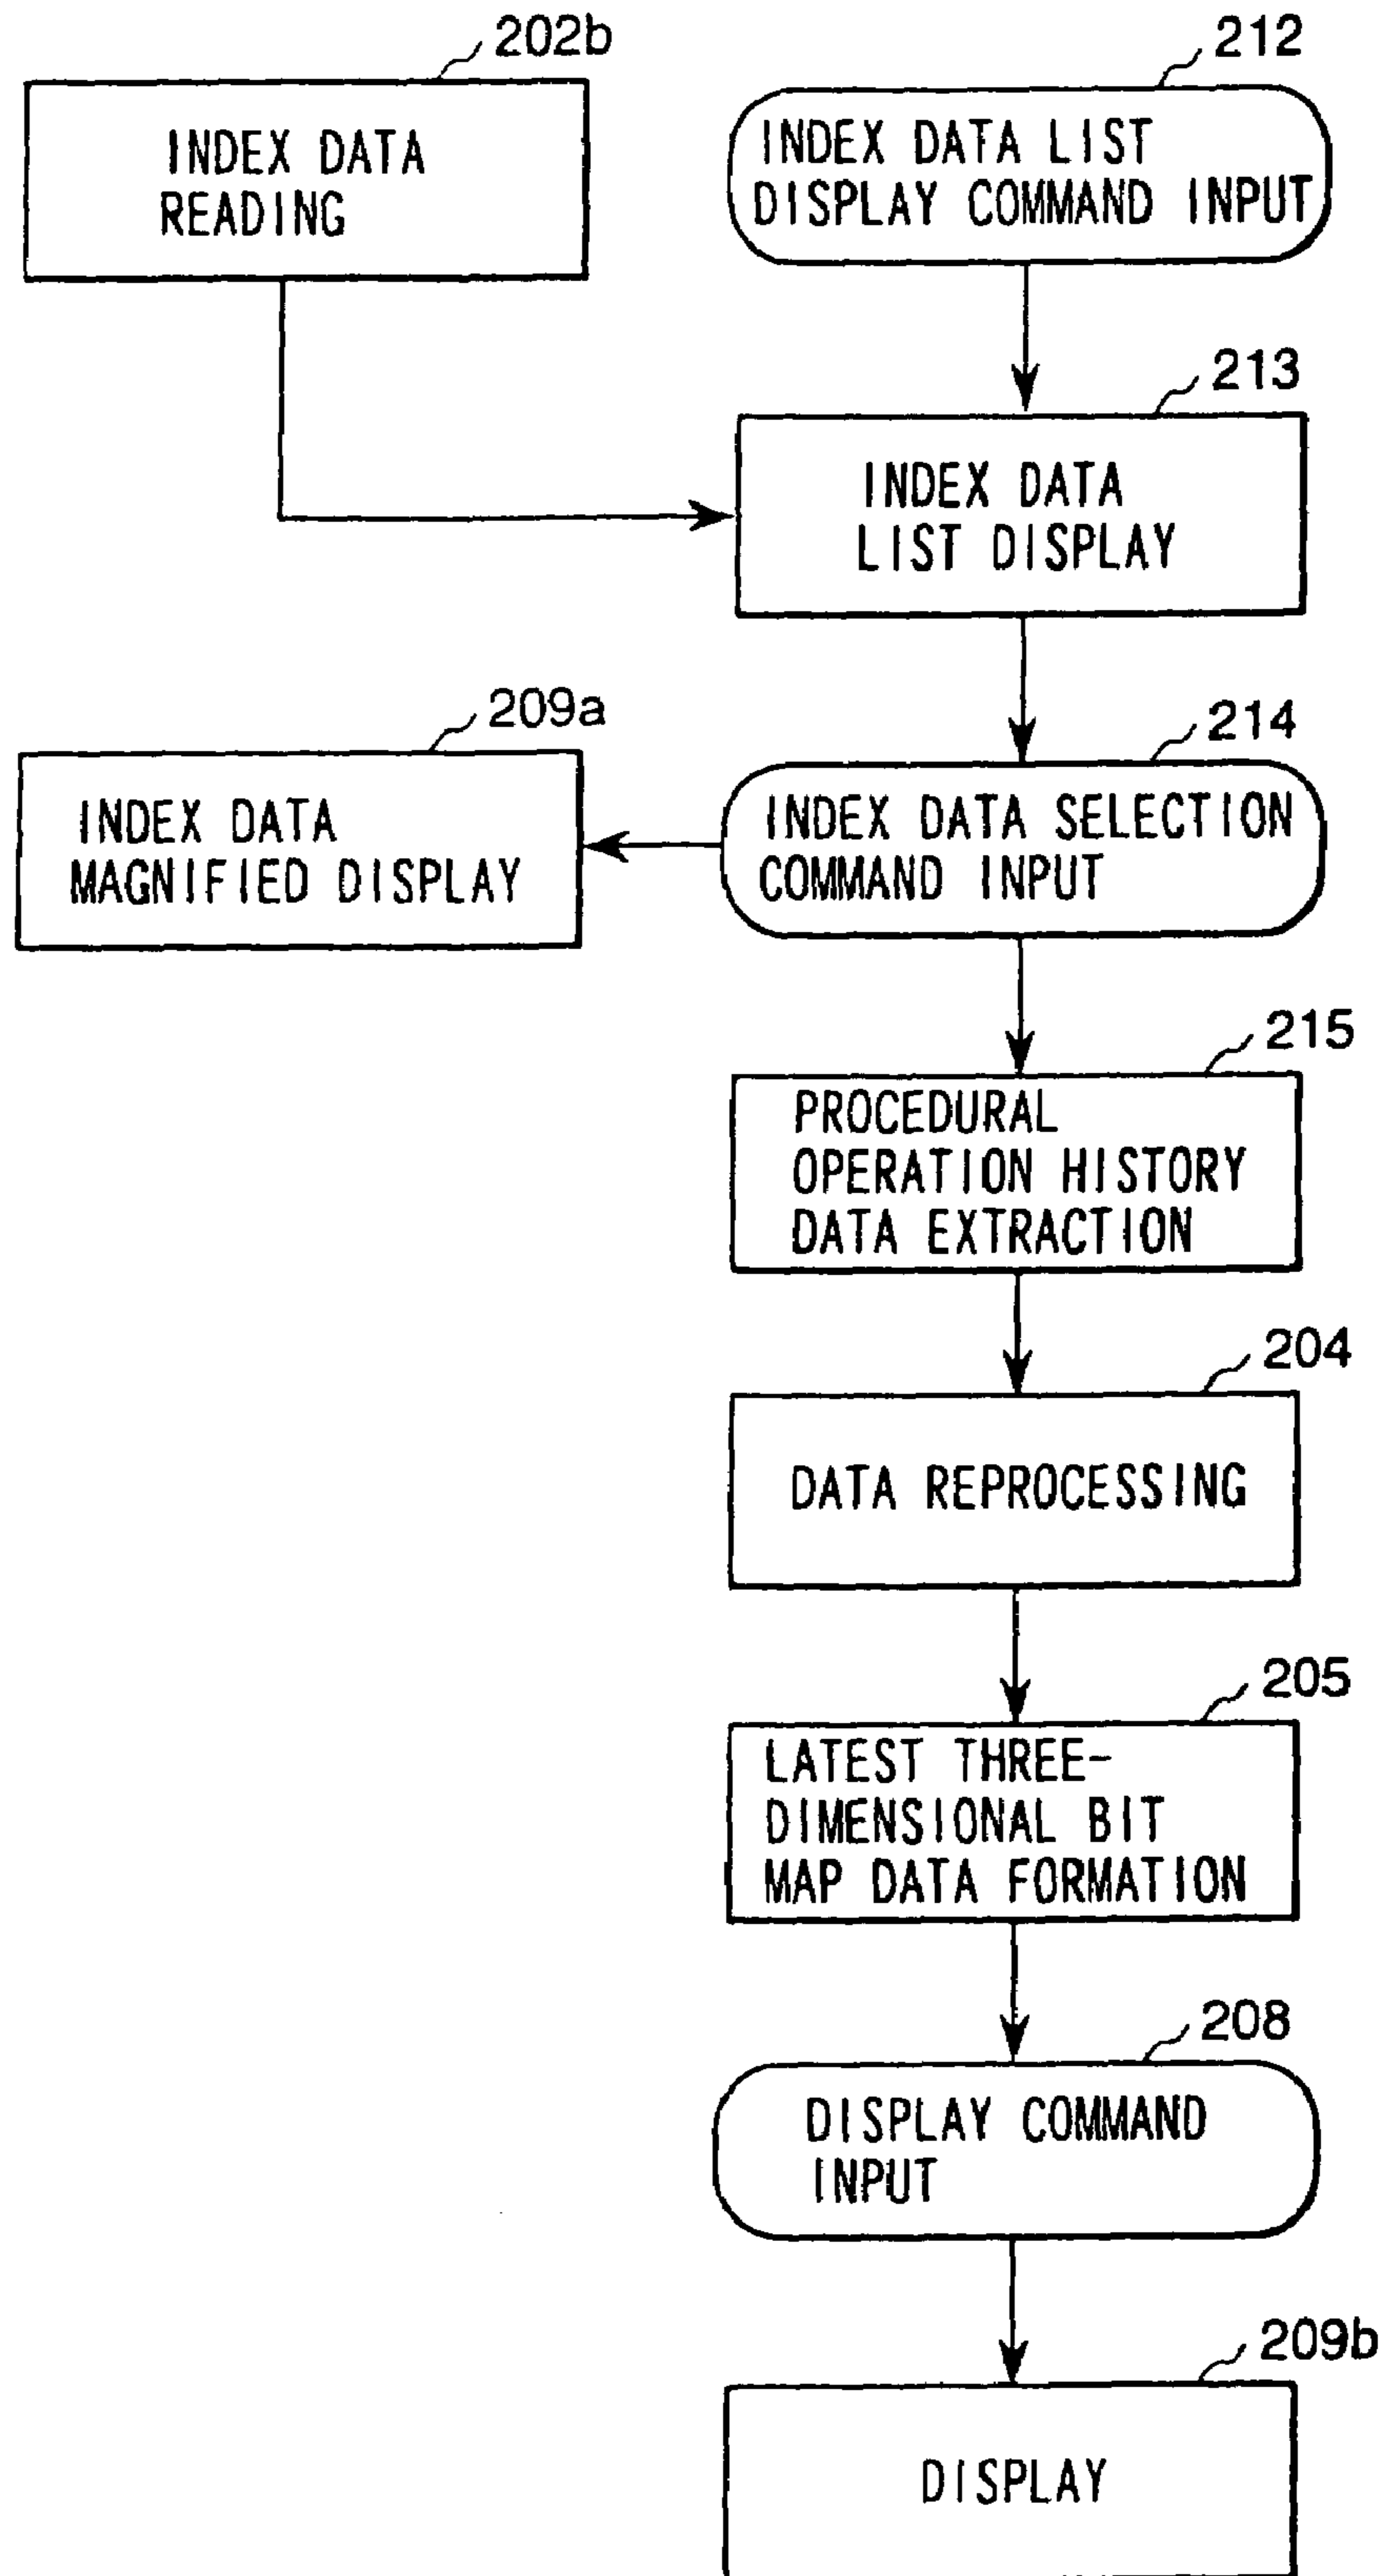 202b
INDEX DATA
READING
212
INDEX DATA LIST
DISPLAY COMMAND INPUT
213
INDEX DATA
LIST DISPLAY
209a
INDEX DATA
MAGNIFIED DISPLAY
214
INDEX DATA SELECTION
COMMAND INPUT
215
PROCEDURAL
OPERATION HISTORY
DATA EXTRACTION
204
DATA REPROCESSING
205
LATEST THREE-
DIMENSIONAL BIT
MAP DATA FORMATION
208
DISPLAY COMMAND
INPUT
209b
DISPLAY